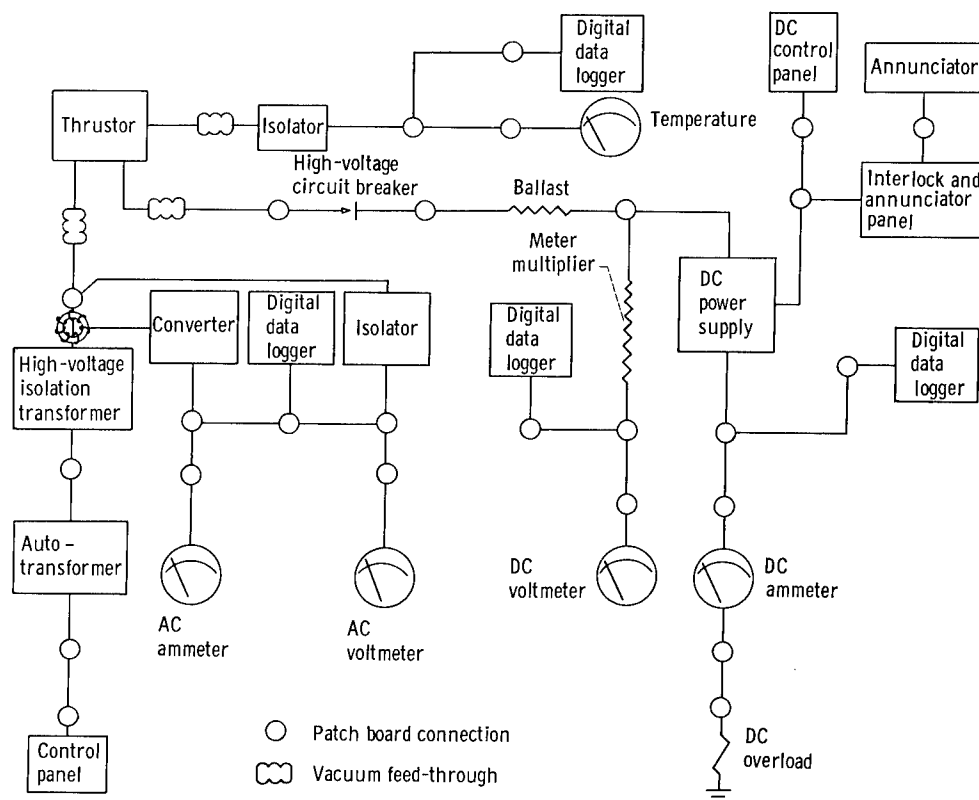 Digital
data
logger
DC
control
panel
Annunciator
Thrustor
Isolator
Temperature
High-voltage
circuit breaker
Ballast
Interlock and
annunciator
panel
Meter
multiplier
DC
power
supply
Converter
Digital
data
logger
Isolator
Digital
data
logger
Digital
data
logger
High-voltage
isolation
transformer
Auto-
transformer
AC
ammeter
AC
voltmeter
DC
voltmeter
DC
ammeter
Control
panel
Patch board connection
Vacuum feed-through
DC
overload